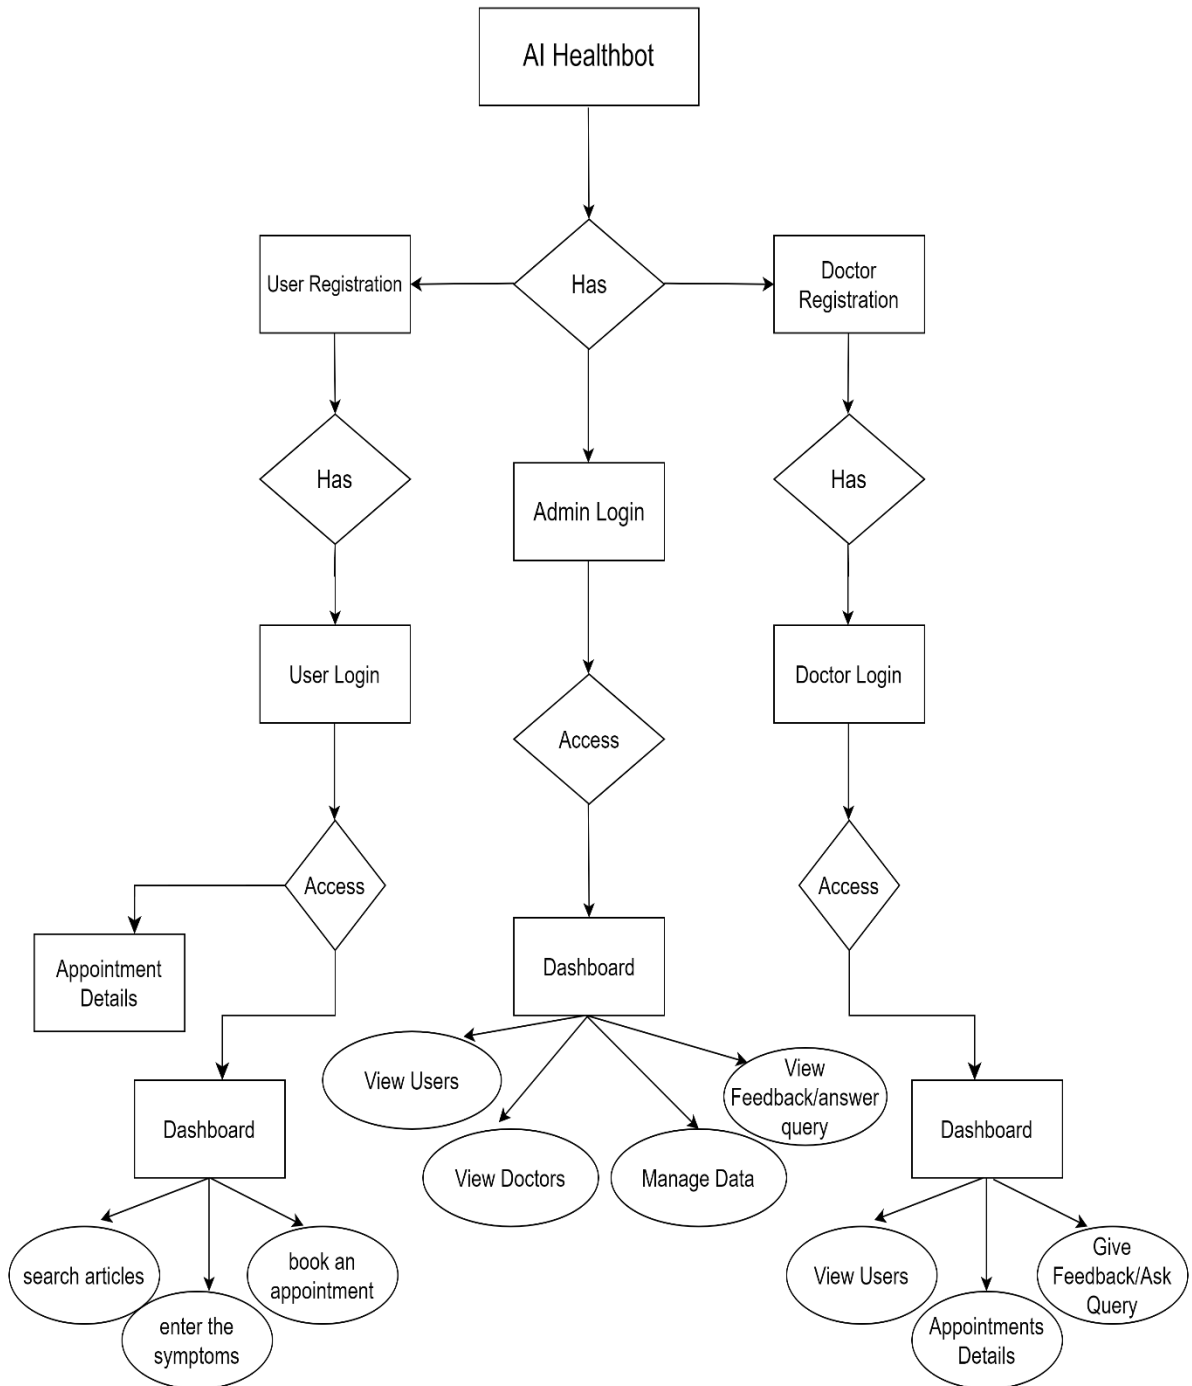 AI Healthbot
User Registration
Has
Doctor
Registration
Has
Admin Login
Has
User Login
Doctor Login
Access
Access
Access
Appointment
Details
Dashboard
View Users
View
Feedback/answer
query
Dashboard
View Doctors
Manage Data
Dashboard
search articles
book an
appointment
enter the
symptoms
View Users
Give
Feedback/Ask
Query
Appointments
Details